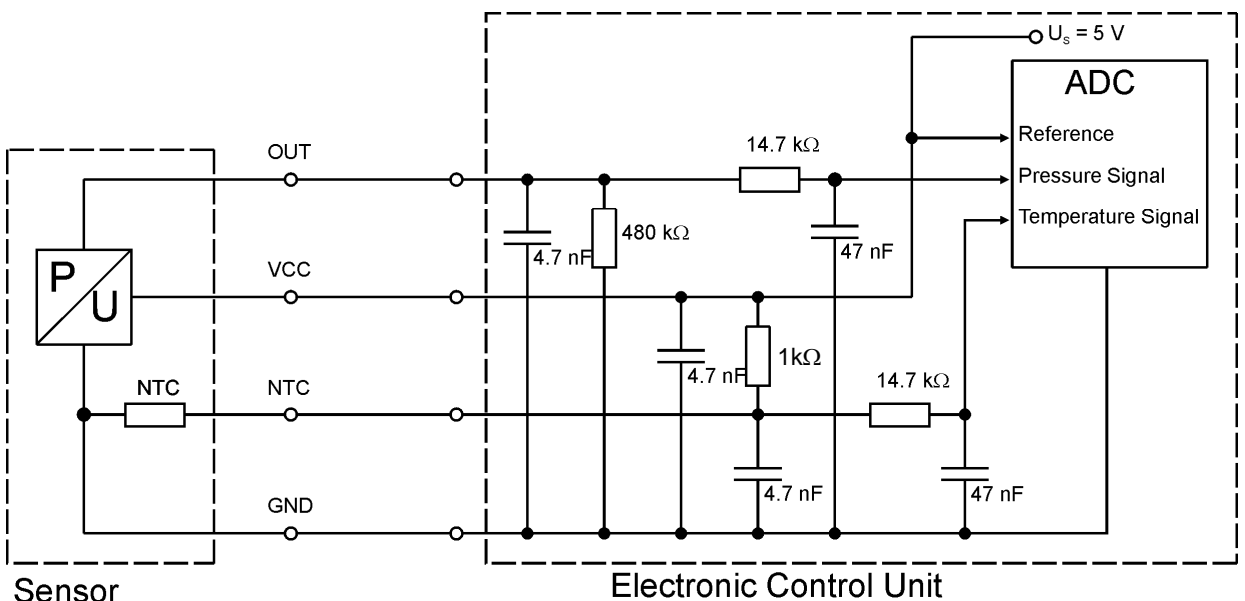 U_S = 5 V
ADC
Reference
Pressure Signal
Temperature Signal
OUT
14.7 kΩ
480 kΩ
4.7 nF
47 nF
P
U
VCC
1kΩ
4.7 nF
NTC
NTC
14.7 kΩ
4.7 nF
47 nF
GND
Sensor
Electronic Control Unit